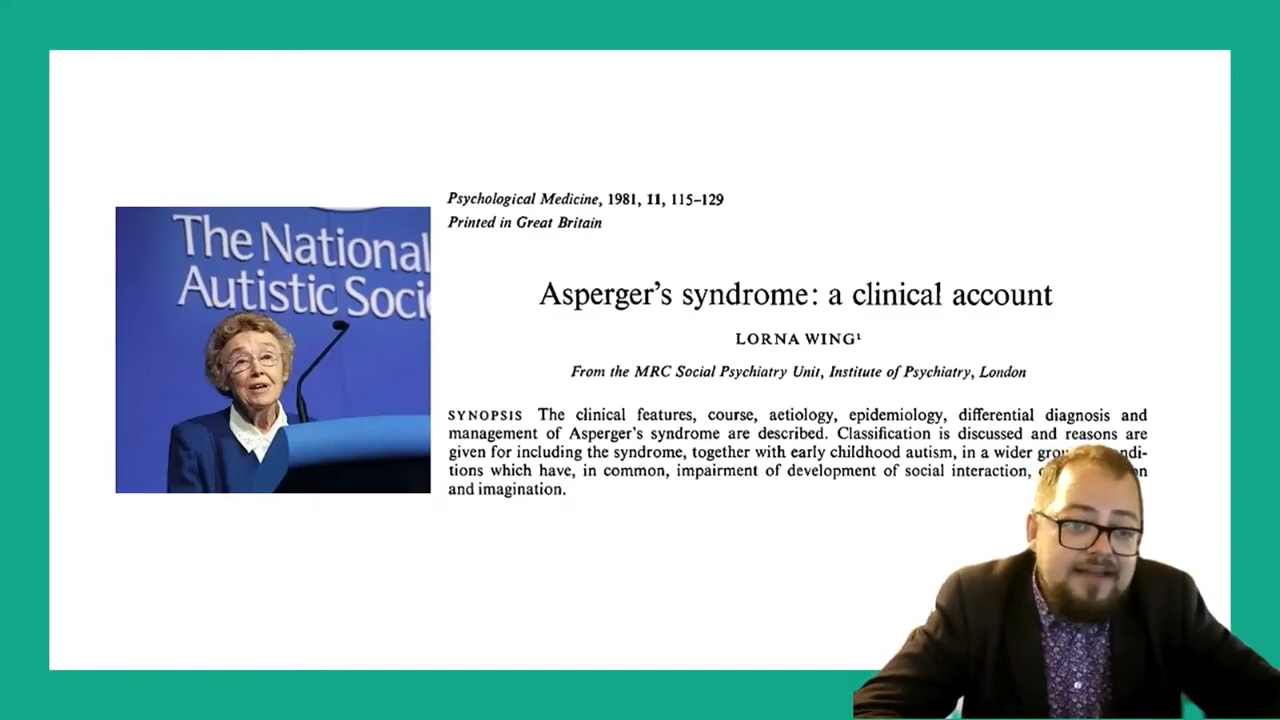 The National
Autistic Soci
Psychological Medicine, 1981, 11, 115–129
Printed in Great Britain
Asperger's syndrome: a clinical account
LORNA WING¹
From the MRC Social Psychiatry Unit, Institute of Psychiatry, London
SYNOPSIS The clinical features, course, aetiology, epidemiology, differential diagnosis and
management of Asperger's syndrome are described. Classification is discussed and reasons are
given for including the syndrome, together with early childhood autism, in a wider grou ndi-
tions which have, in common, impairment of development of social interaction, on
and imagination.